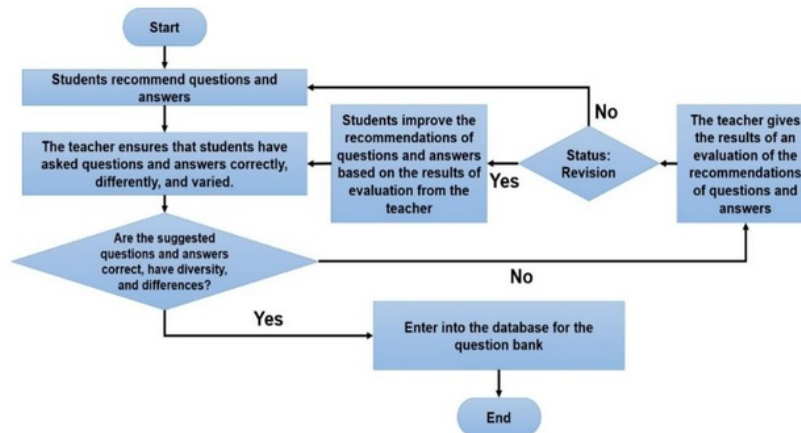 Start
Students recommend questions and
answers
The teacher ensures that students have
asked questions and answers correctly,
differently, and varied.
Are the suggested
questions and answers
correct, have diversity,
and differences?
Yes
No
Enter into the database for the
question bank
End
The teacher gives
the results of an
evaluation of the
recommendations
of questions and
answers
Status:
Revision
No
Yes
Students improve the
recommendations of
questions and answers
based on the results of
evaluation from the
teacher